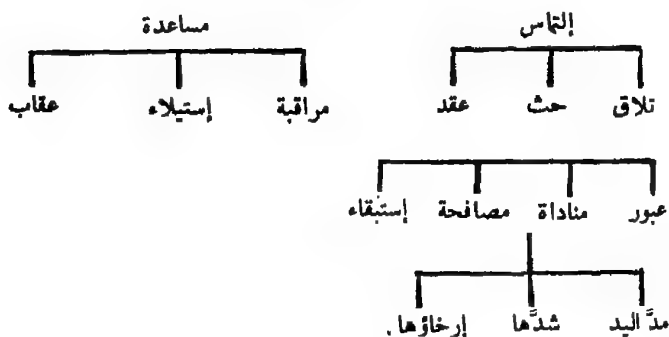 إلتماس مساعدة
تلاق حث عقد مراقبة إستيلاء عقاب
عبور مناداة مصافحة إستبقاء
مدَّ اليد شدَّها إرخاؤها.